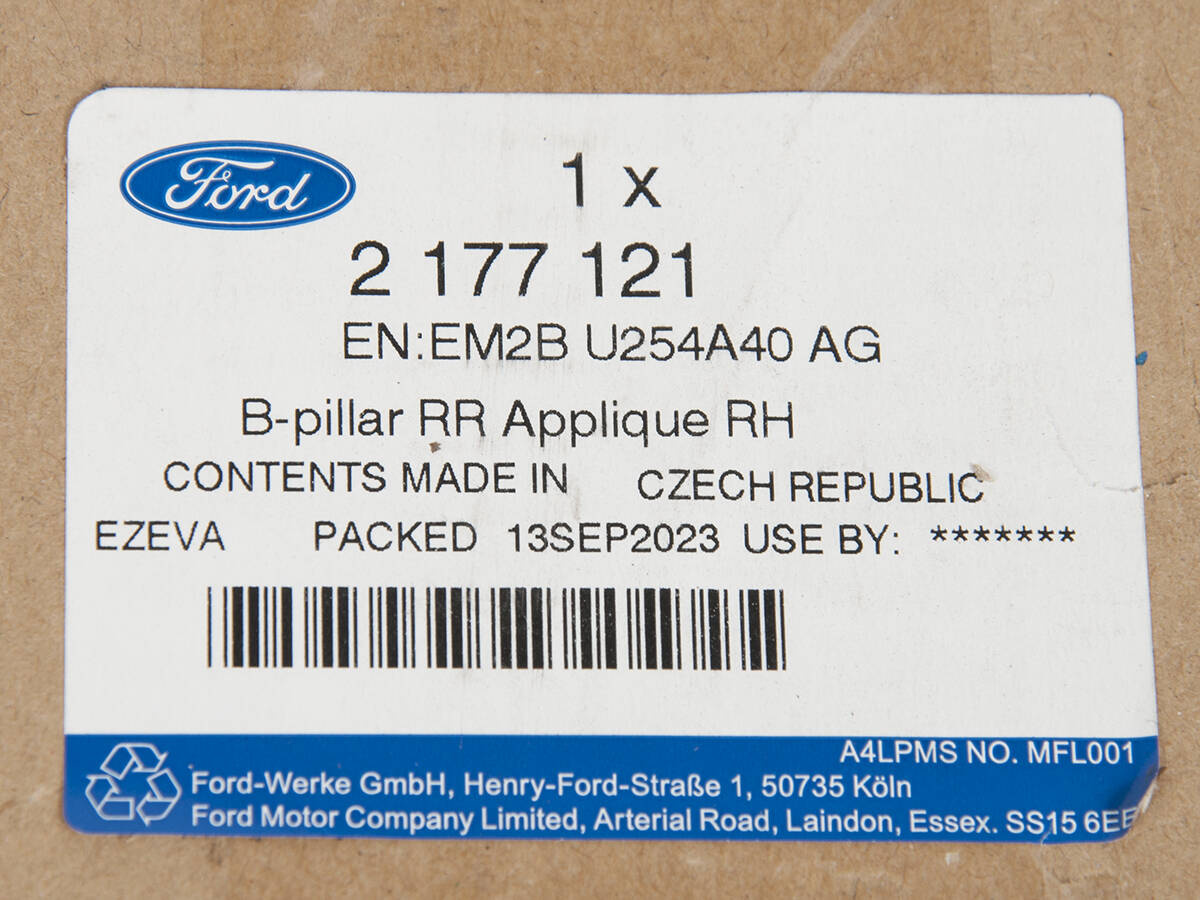 Ford
1 x
2 177 121
EN:EM2B U254A40 AG
B-pillar RR Applique RH
CONTENTS MADE IN CZECH REPUBLIC
EZEVA PACKED 13SEP2023 USE BY: *******
A4LPMS NO. MFL001
Ford-Werke GmbH, Henry-Ford-Straße 1, 50735 Köln
Ford Motor Company Limited, Arterial Road, Laindon, Essex. SS15 6EE